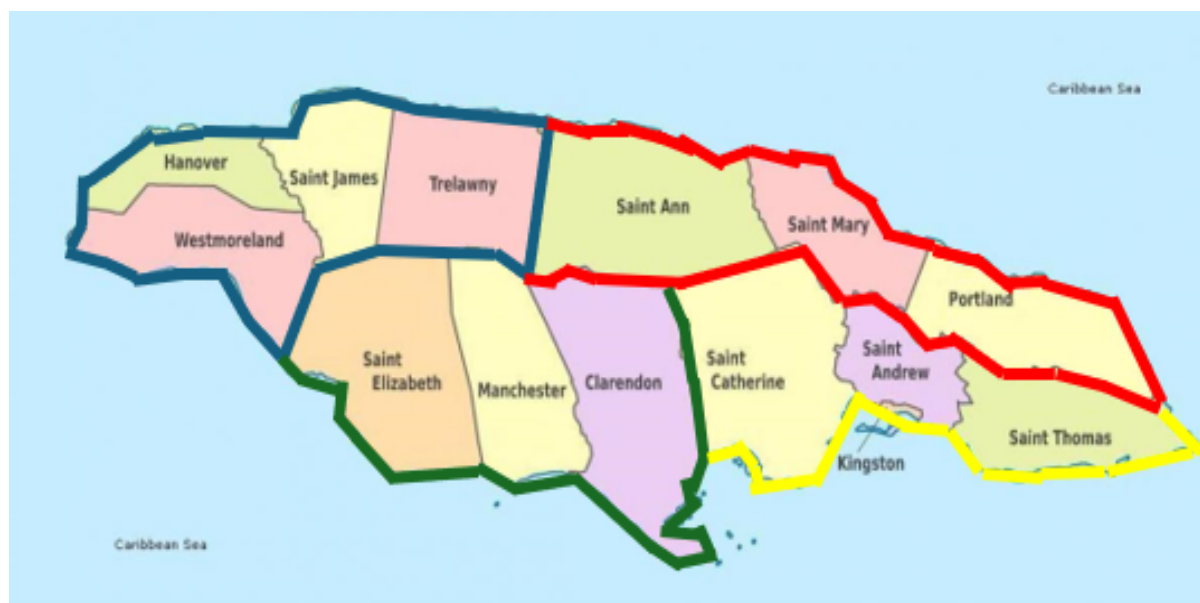 Caribbean Sea
Hanover
Saint James
Trelawny
Westmoreland
Saint Ann
Saint Mary
Portland
Saint
Elizabeth
Manchester
Clarendon
Saint
Catherine
Saint
Andrew
Saint Thomas
Kingston
Caribbean Sea